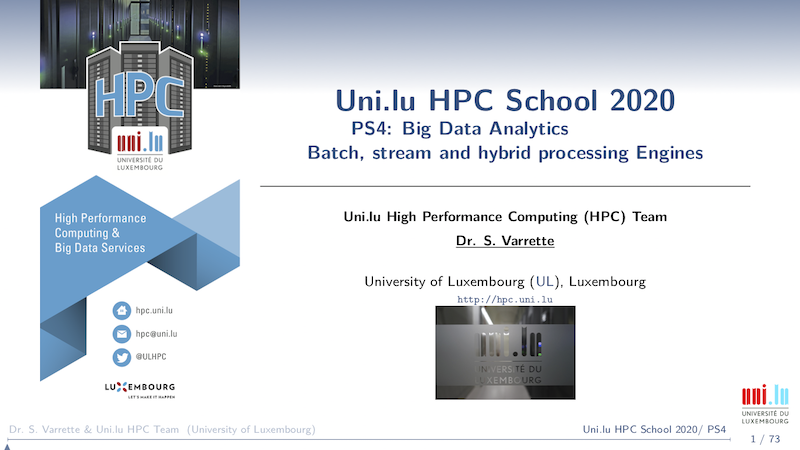 HPC
uni.lu
UNIVERSITÉ DU
LUXEMBOURG
High Performance
Computing &
Big Data Services
hpc.uni.lu
hpc@uni.lu
@ULHPC
LUXEMBOURG
LET'S MAKE IT HAPPEN
Uni.lu HPC School 2020
PS4: Big Data Analytics
Batch, stream and hybrid processing Engines
Uni.lu High Performance Computing (HPC) Team
Dr. S. Varrette
University of Luxembourg (UL), Luxembourg
http://hpc.uni.lu
uni.lu
UNIVERSITÉ DU
LUXEMBOURG
uni.lu
UNIVERSITÉ DU
LUXEMBOURG
Dr. S. Varrette & Uni.lu HPC Team (University of Luxembourg)
Uni.lu HPC School 2020/ PS4
1 / 73